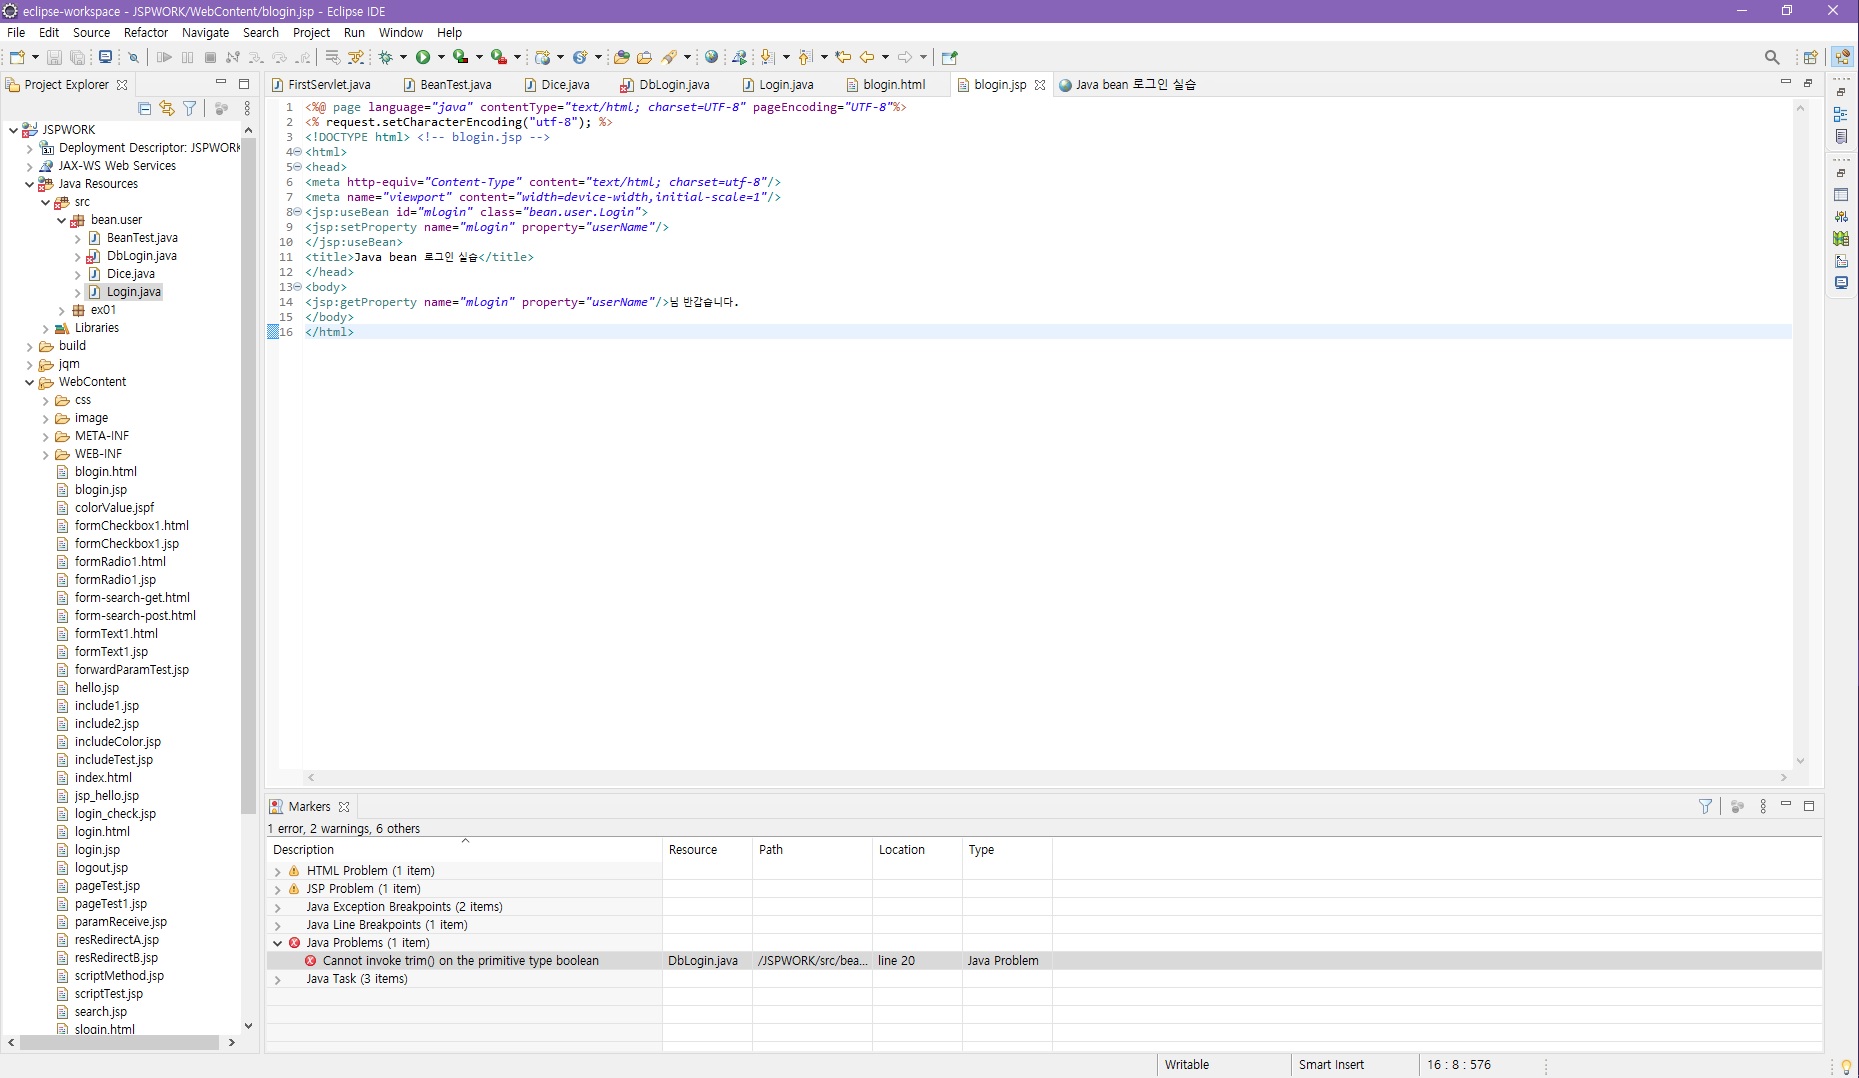 eclipse-workspace - JSPWORK/WebContent/blogin.jsp - Eclipse IDE
File Edit Source Refactor Navigate Search Project Run Window Help
Project Explorer
FirstServlet.java BeanTest.java Dice.java DbLogin.java Login.java blogin.html blogin.jsp Java bean 로그인 실습
JSPWORK
Deployment Descriptor: JSPWORK
JAX-WS Web Services
Java Resources
src
bean.user
BeanTest.java
DbLogin.java
Dice.java
Login.java
ex01
Libraries
build
jqm
WebContent
css
image
META-INF
WEB-INF
blogin.html
blogin.jsp
colorValue.jspf
formCheckbox1.html
formCheckbox1.jsp
formRadio1.html
formRadio1.jsp
form-search-get.html
form-search-post.html
formText1.html
formText1.jsp
forwardParamTest.jsp
hello.jsp
include1.jsp
include2.jsp
includeColor.jsp
includeTest.jsp
index.html
jsp_hello.jsp
login_check.jsp
login.html
login.jsp
logout.jsp
pageTest.jsp
pageTest1.jsp
paramReceive.jsp
resRedirectA.jsp
resRedirectB.jsp
scriptMethod.jsp
scriptTest.jsp
search.jsp
slogin.html
1 <%@ page language="java" contentType="text/html; charset=UTF-8" pageEncoding="UTF-8"%>
2 <% request.setCharacterEncoding("utf-8"); %>
3 <!DOCTYPE html> <!-- blogin.jsp -->
4 <html>
5 <head>
6 <meta http-equiv="Content-Type" content="text/html; charset=utf-8"/>
7 <meta name="viewport" content="width=device-width,initial-scale=1"/>
8 <jsp:useBean id="mlogin" class="bean.user.Login">
9 <jsp:setProperty name="mlogin" property="userName"/>
10 </jsp:useBean>
11 <title>Java bean 로그인 실습</title>
12 </head>
13 <body>
14 <jsp:getProperty name="mlogin" property="userName"/>님 반갑습니다.
15 </body>
16 </html>
Markers
1 error, 2 warnings, 6 others
Description Resource Path Location Type
HTML Problem (1 item)
JSP Problem (1 item)
Java Exception Breakpoints (2 items)
Java Line Breakpoints (1 item)
Java Problems (1 item)
Cannot invoke trim() on the primitive type boolean DbLogin.java /JSPWORK/src/bea... line 20 Java Problem
Java Task (3 items)
Writable Smart Insert 16 : 8 : 576